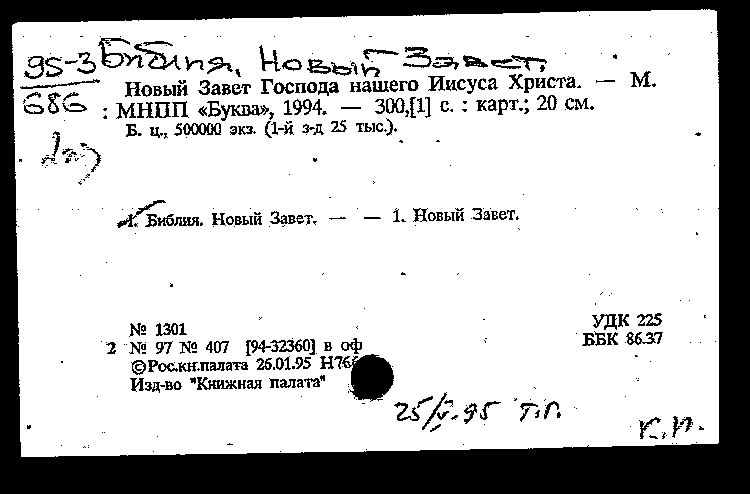 95-3 Библия. Новый Завет.
686
Новый Завет Господа нашего Иисуса Христа. — М.
: МНПП «Буква», 1994. — 300,[1] с. : карт.; 20 см.
Б. ц., 500000 экз. (1-й з-д 25 тыс.).
1. Библия. Новый Завет. — — 1. Новый Завет.
№ 1301
УДК 225
2 № 97 № 407 [94-32360] в оф
ББК 86.37
©Рос.кн.палата 26.01.95 Н766
Изд-во "Книжная палата"
25/V-95 Т.П.
К.П.